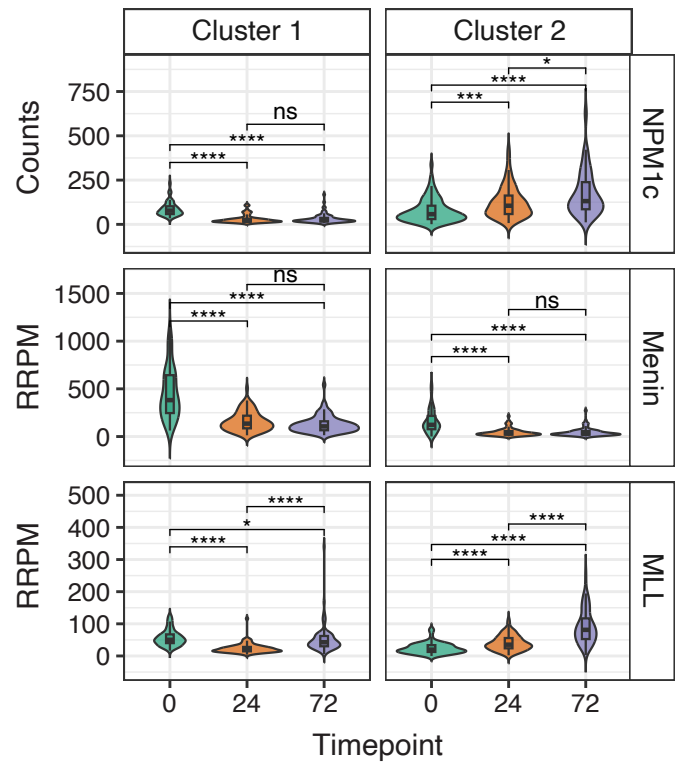 Cluster 1
Cluster 2
Counts
750
500
250
0
****
****
ns
***
****
*
NPM1c
RRPM
1500
1000
500
0
****
****
ns
****
****
ns
Menin
RRPM
500
400
300
200
100
0
****
*
****
****
****
****
MLL
0 24 72
0 24 72
Timepoint